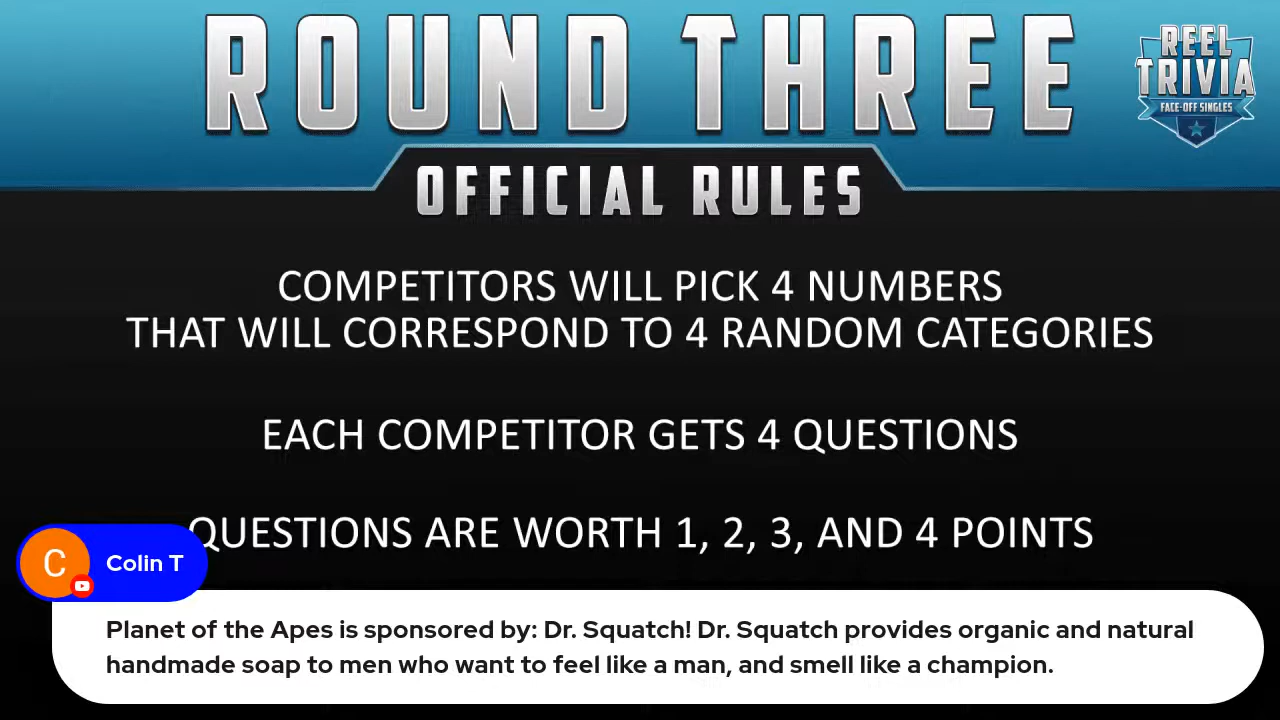 ROUND THREE
REEL
TRIVIA
FACE-OFF SINGLES
OFFICIAL RULES
COMPETITORS WILL PICK 4 NUMBERS
THAT WILL CORRESPOND TO 4 RANDOM CATEGORIES
EACH COMPETITOR GETS 4 QUESTIONS
QUESTIONS ARE WORTH 1, 2, 3, AND 4 POINTS
C
Colin T
Planet of the Apes is sponsored by: Dr. Squatch! Dr. Squatch provides organic and natural
handmade soap to men who want to feel like a man, and smell like a champion.